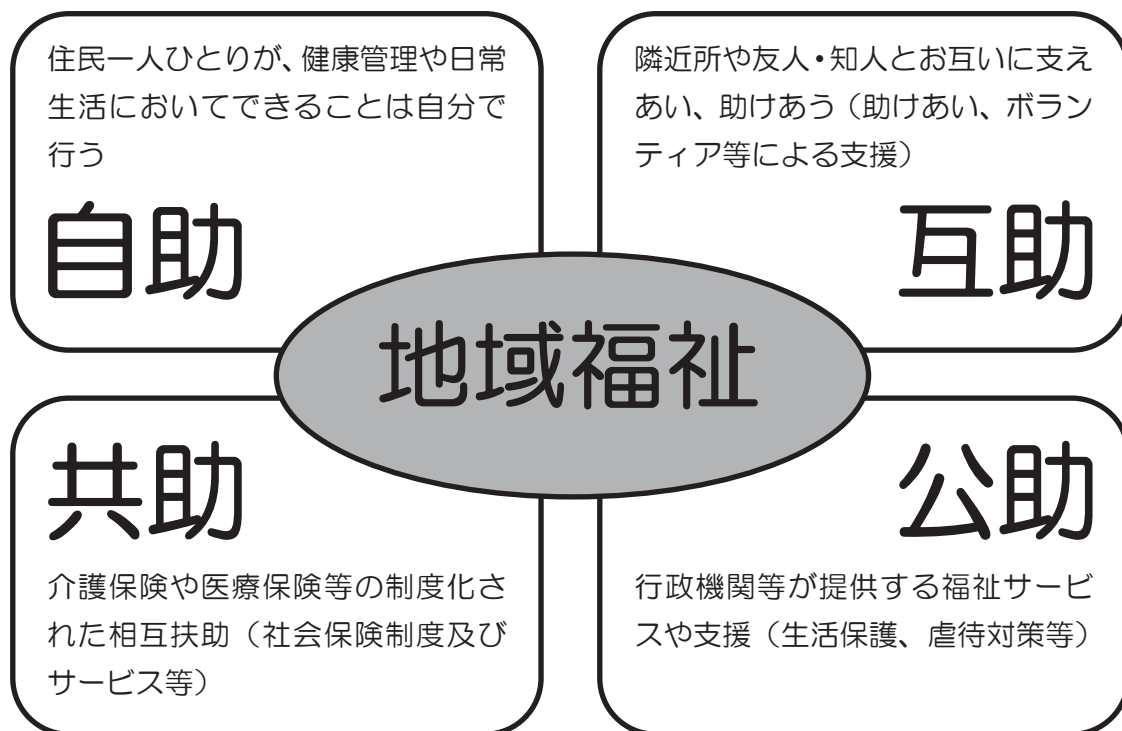 住民一人ひとりが、健康管理や日常
生活においてできることは自分で
行う
自助
隣近所や友人・知人とお互いに支え
あい、助けあう（助けあい、ボラン
ティア等による支援）
互助
地域福祉
共助
介護保険や医療保険等の制度化さ
れた相互扶助（社会保険制度及び
サービス等）
公助
行政機関等が提供する福祉サービ
スや支援（生活保護、虐待対策等）